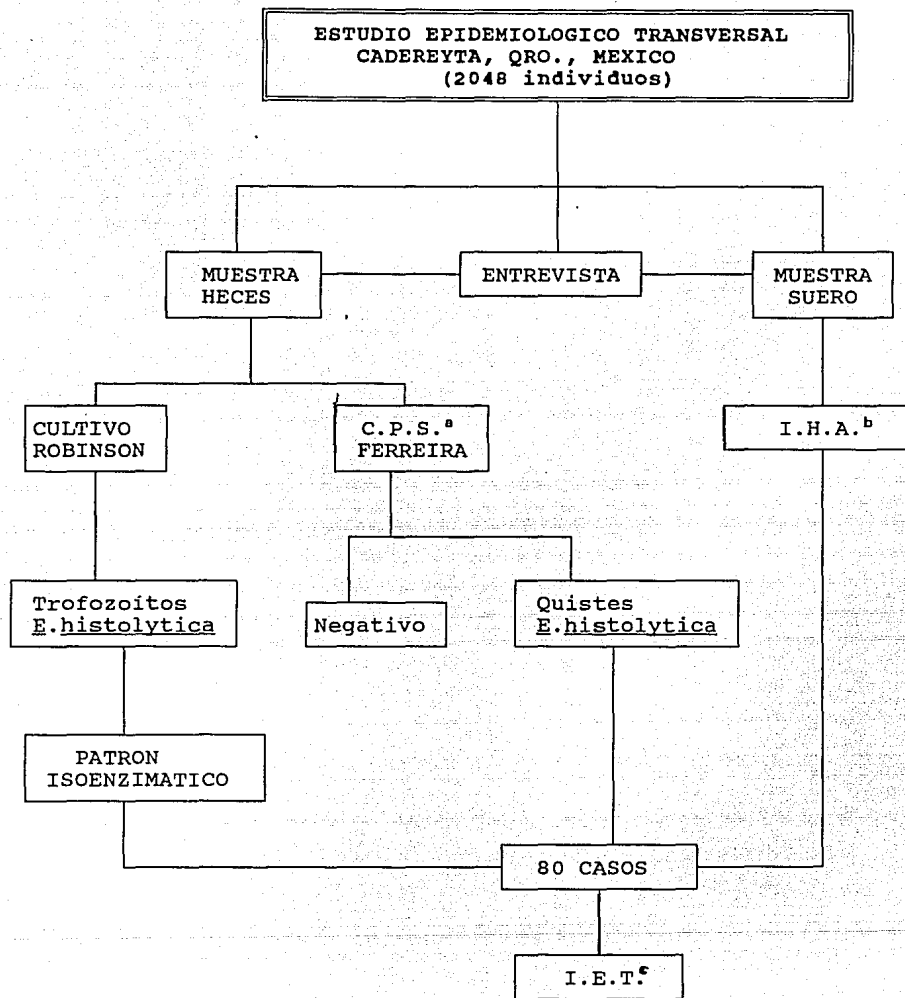 ESTUDIO EPIDEMIOLOGICO TRANSVERSAL
CADEREYTA, QRO., MEXICO
(2048 individuos)
MUESTRA
HECES
ENTREVISTA
MUESTRA
SUERO
CULTIVO
ROBINSON
C.P.S.ª
FERREIRA
I.H.A.ᵇ
Trofozoitos
E.histolytica
Negativo
Quistes
E.histolytica
PATRON
ISOENZIMATICO
80 CASOS
I.E.T.ᶜ